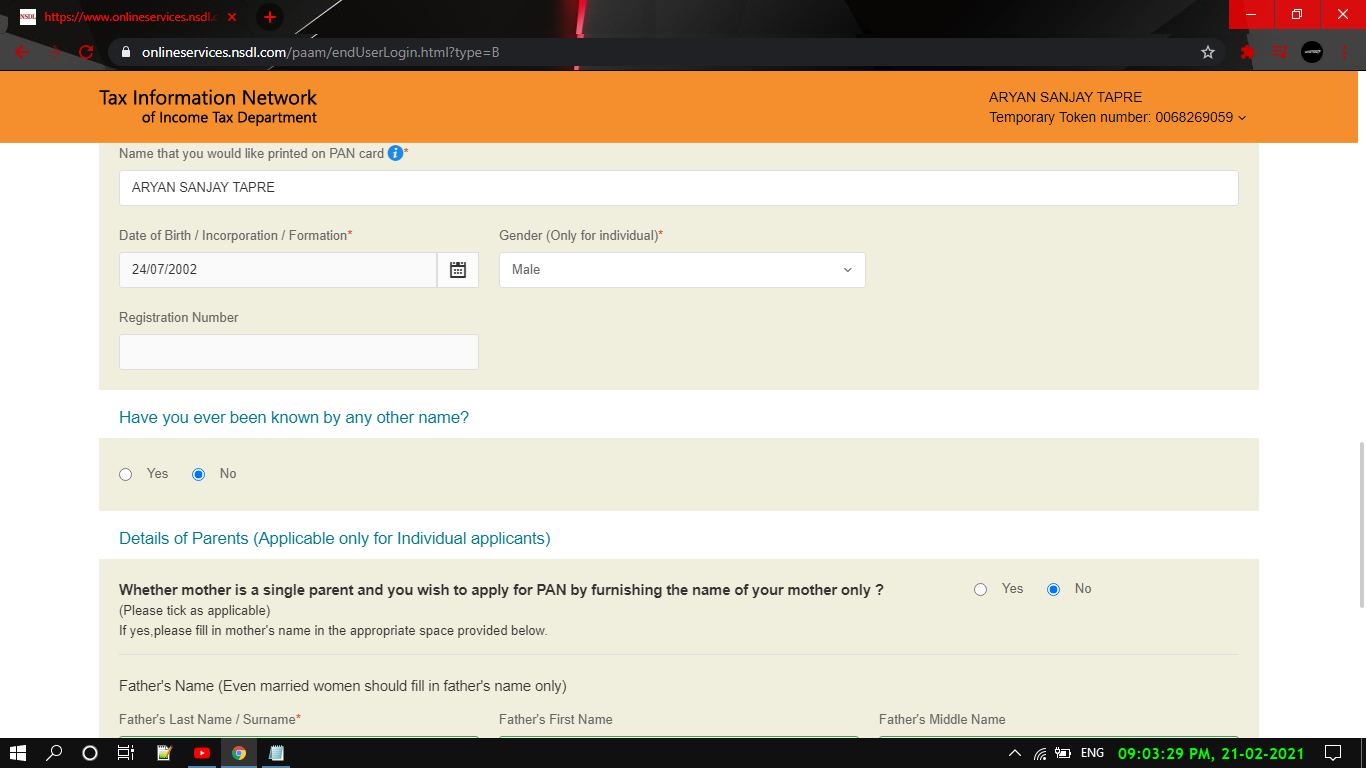 NSDL https://www.onlineservices.nsdl.c
onlineservices.nsdl.com/paam/endUserLogin.html?type=B
Tax Information Network
of Income Tax Department
ARYAN SANJAY TAPRE
Temporary Token number: 0068269059
Name that you would like printed on PAN card i*
ARYAN SANJAY TAPRE
Date of Birth / Incorporation / Formation* Gender (Only for individual)*
24/07/2002 Male
Registration Number
Have you ever been known by any other name?
Yes No
Details of Parents (Applicable only for Individual applicants)
Whether mother is a single parent and you wish to apply for PAN by furnishing the name of your mother only ? Yes No
(Please tick as applicable)
If yes,please fill in mother's name in the appropriate space provided below.
Father's Name (Even married women should fill in father's name only)
Father's Last Name / Surname* Father's First Name Father's Middle Name
ENG 09:03:29 PM, 21-02-2021